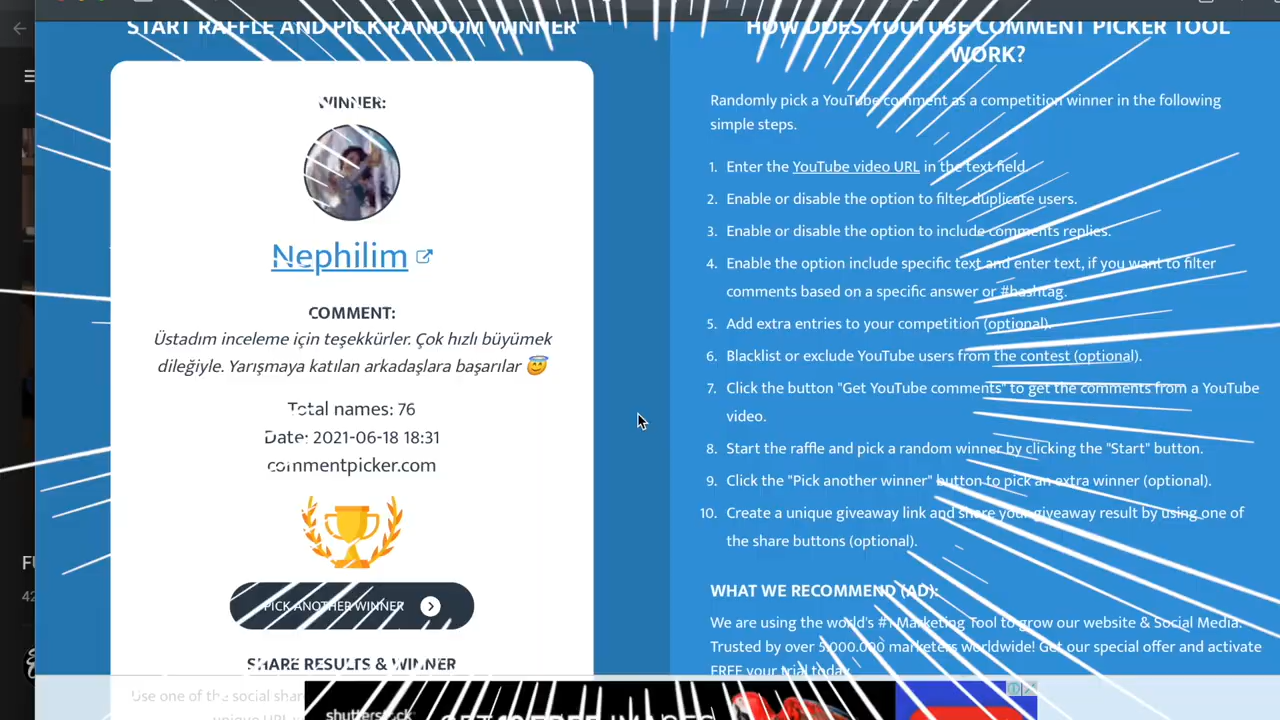 START RAFFLE AND PICK RANDOM WINNER
WINNER:
Nephilim
COMMENT:
Üstadım inceleme için teşekkürler. Çok hızlı büyümek
dileğiyle. Yarışmaya katılan arkadaşlara başarılar 😇
Total names: 76
Date: 2021-06-18 18:31
commentpicker.com
PICK ANOTHER WINNER
SHARE RESULTS & WINNER
Use one of the social shar
HOW DOES YOUTUBE COMMENT PICKER TOOL
WORK?
Randomly pick a YouTube comment as a competition winner in the following
simple steps.
1. Enter the YouTube video URL in the text field.
2. Enable or disable the option to filter duplicate users.
3. Enable or disable the option to include comments replies.
4. Enable the option include specific text and enter text, if you want to filter
comments based on a specific answer or #hashtag.
5. Add extra entries to your competition (optional).
6. Blacklist or exclude YouTube users from the contest (optional).
7. Click the button "Get YouTube comments" to get the comments from a YouTube
video.
8. Start the raffle and pick a random winner by clicking the "Start" button.
9. Click the "Pick another winner" button to pick an extra winner (optional).
10. Create a unique giveaway link and share your giveaway result by using one of
the share buttons (optional).
WHAT WE RECOMMEND (AD):
We are using the world's #1 Marketing Tool to grow our website & Social Media.
Trusted by over 5.000.000 marketers worldwide! Get our special offer and activate
FREE your trial today
shutterstock
GET 10 FREE IMAGES